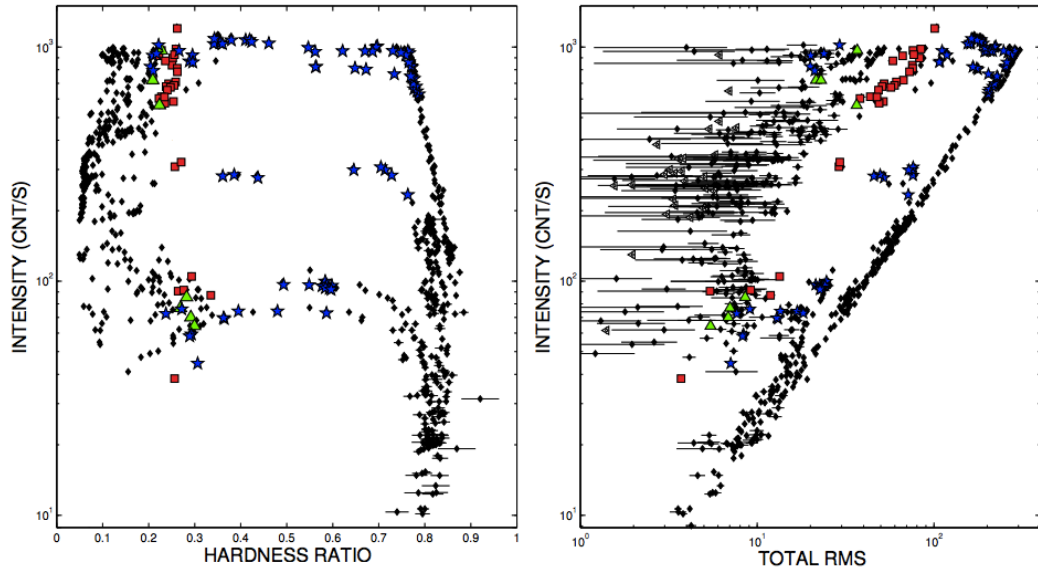 INTENSITY (CNT/S)
10³
10²
10¹
0 0.1 0.2 0.3 0.4 0.5 0.6 0.7 0.8 0.9 1
HARDNESS RATIO
INTENSITY (CNT/S)
10³
10²
10¹
10⁰ 10¹ 10²
TOTAL RMS